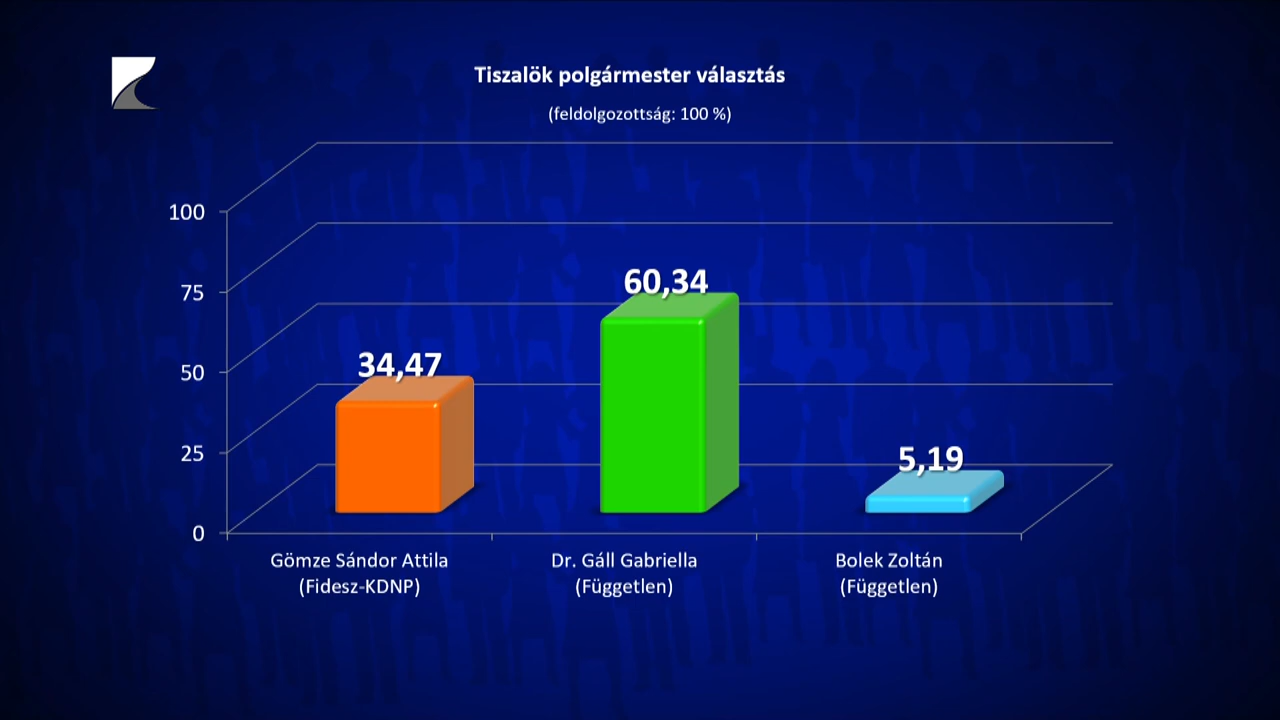 Tiszalök polgármester választás
(feldolgozottság: 100 %)
100
75
50
25
0
34,47
60,34
5,19
Gömze Sándor Attila
(Fidesz-KDNP)
Dr. Gáll Gabriella
(Független)
Bolek Zoltán
(Független)